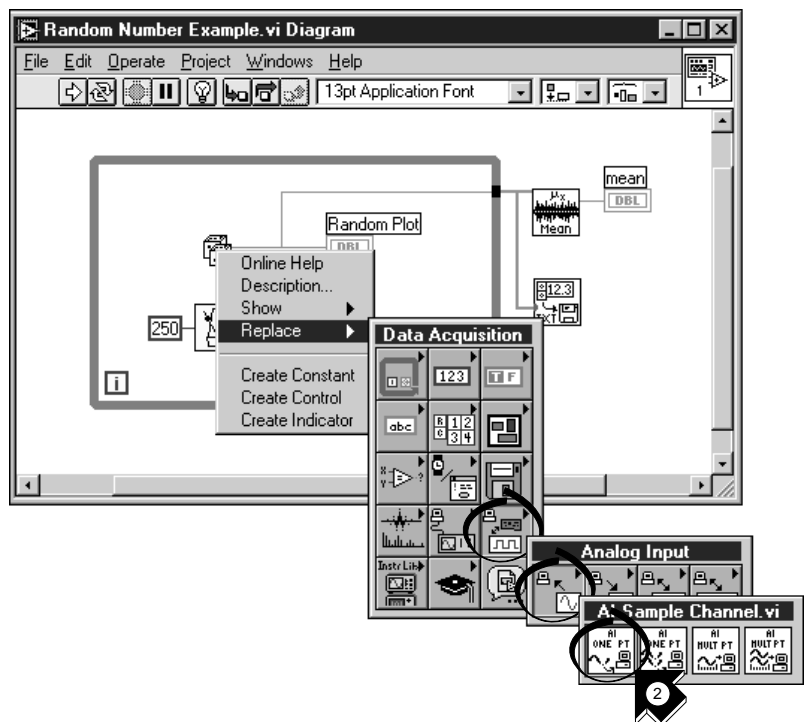 Random Number Example.vi Diagram
File Edit Operate Project Windows Help
13pt Application Font
1
mean
DBL
μx
Mean
Random Plot
DBL
12.3
TXT
250
i
Online Help
Description...
Show
Replace
Create Constant
Create Control
Create Indicator
Data Acquisition
123
T F
abc
R 1 2
C 3 4
X
Y ?
Instr Lib
Analog Input
AI Sample Channel.vi
AI ONE PT
AI ONE PT
AI MULT PT
AI MULT PT
2